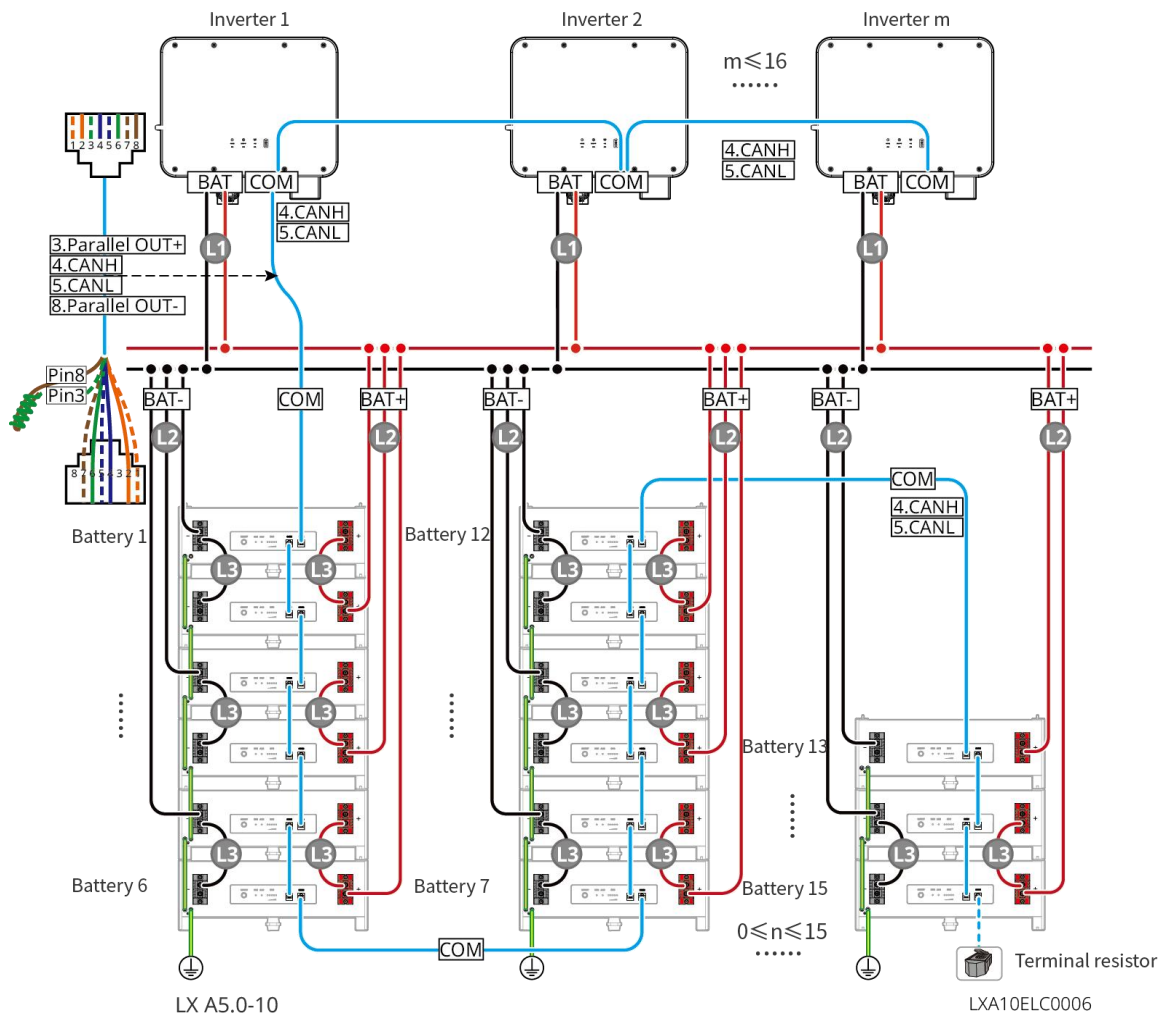 Inverter 1
Inverter 2
Inverter m
m≤16
......
1 2 3 4 5 6 7 8
BAT
COM
BAT
COM
BAT
COM
4.CANH
5.CANL
4.CANH
5.CANL
3.Parallel OUT+
4.CANH
5.CANL
8.Parallel OUT-
L1
L1
L1
Pin8
Pin3
BAT-
COM
BAT+
BAT-
BAT+
BAT-
BAT+
L2
L2
L2
L2
L2
L2
8 7 6 5 4 3 2 1
COM
4.CANH
5.CANL
Battery 1
Battery 12
L3
L3
L3
L3
L3
L3
L3
L3
Battery 13
L3
L3
L3
L3
L3
L3
Battery 6
Battery 7
Battery 15
COM
0≤n≤15
......
Terminal resistor
LX A5.0-10
LXA10ELC0006